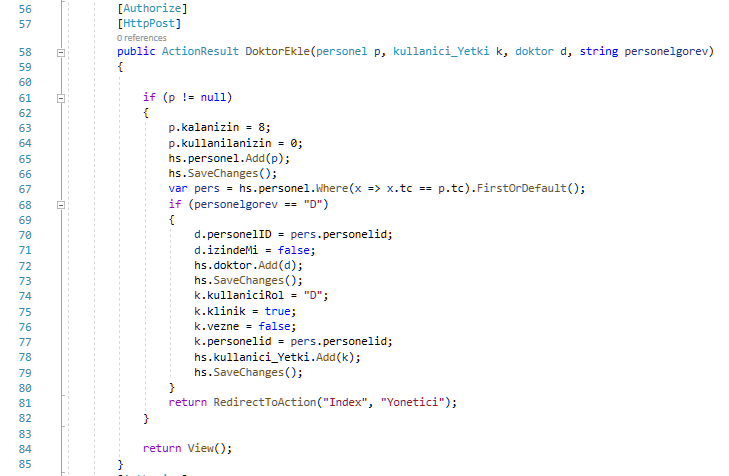 56 [Authorize]
57 [HttpPost]
0 references
58 public ActionResult DoktorEkle(personel p, kullanici_Yetki k, doktor d, string personelgorev)
59 {
60
61 if (p != null)
62 {
63 p.kalanizin = 8;
64 p.kullanilanizin = 0;
65 hs.personel.Add(p);
66 hs.SaveChanges();
67 var pers = hs.personel.Where(x => x.tc == p.tc).FirstOrDefault();
68 if (personelgorev == "D")
69 {
70 d.personelID = pers.personelid;
71 d.izindeMi = false;
72 hs.doktor.Add(d);
73 hs.SaveChanges();
74 k.kullaniciRol = "D";
75 k.klinik = true;
76 k.vezne = false;
77 k.personelid = pers.personelid;
78 hs.kullanici_Yetki.Add(k);
79 hs.SaveChanges();
80 }
81 return RedirectToAction("Index", "Yonetici");
82 }
83
84 return View();
85 }